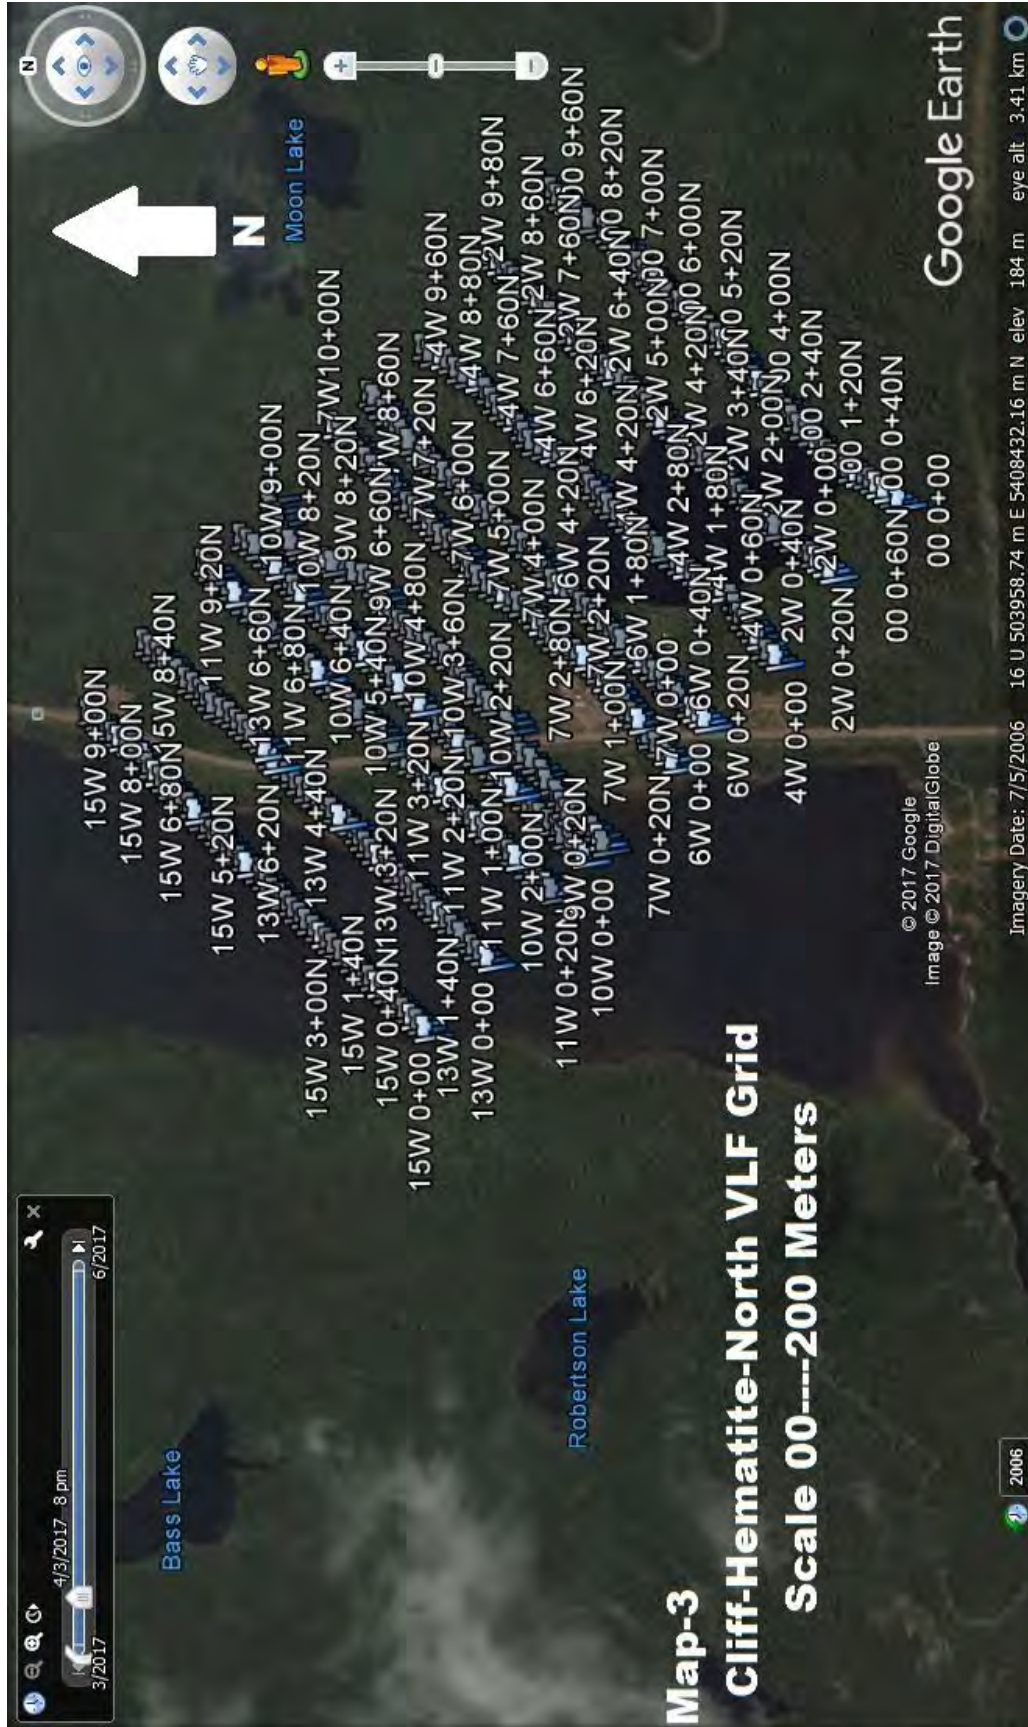 3/2017
4/3/2017 8 pm
6/2017
N
Bass Lake
Robertson Lake
Moon Lake
N
15W 9+00N
15W 8+00N
15W 8+40N
15W 6+80N
11W 9+20N
15W 5+20N
13W 6+60N
10W 9+00N
13W 6+20N
11W 6+80N
10W 8+20N
7W10+00N
13W 4+40N
10W 6+40N
9W 8+20N
15W 3+00N
10W 5+40N
9W 6+60N
7W 8+60N
15W 1+40N
13W 3+20N
11W 3+20N
10W 4+80N
7W 7+20N
4W 9+60N
15W 0+40N
11W 2+20N
10W 3+60N
7W 6+00N
4W 8+80N
2W 9+80N
15W 0+00
11W 1+00N
10W 2+20N
7W 5+00N
4W 7+60N
2W 8+60N
13W 1+40N
10W 2+00N
7W 4+00N
4W 6+60N
2W 7+60N
00 9+60N
13W 0+00
7W 2+80N
6W 4+20N
4W 6+20N
2W 6+40N
00 8+20N
11W 0+20N
9W 0+20N
7W 2+20N
4W 4+20N
2W 5+00N
00 7+00N
10W 0+00
7W 1+00N
6W 1+80N
4W 2+80N
2W 4+20N
00 6+00N
7W 0+20N
7W 0+00
6W 0+40N
4W 1+80N
2W 3+40N
00 5+20N
6W 0+00
6W 0+20N
4W 0+60N
2W 2+00N
00 4+00N
4W 0+00
2W 0+40N
2W 0+00
00 2+40N
2W 0+20N
00 1+20N
00 0+60N
00 0+40N
00 0+00
Map-3
Cliff-Hematite-North VLF Grid
Scale 00----200 Meters
© 2017 Google
Image © 2017 DigitalGlobe
Google Earth
2006
Imagery Date: 7/5/2006 16 U 503958.74 m E 5408432.16 m N elev 184 m eye alt 3.41 km